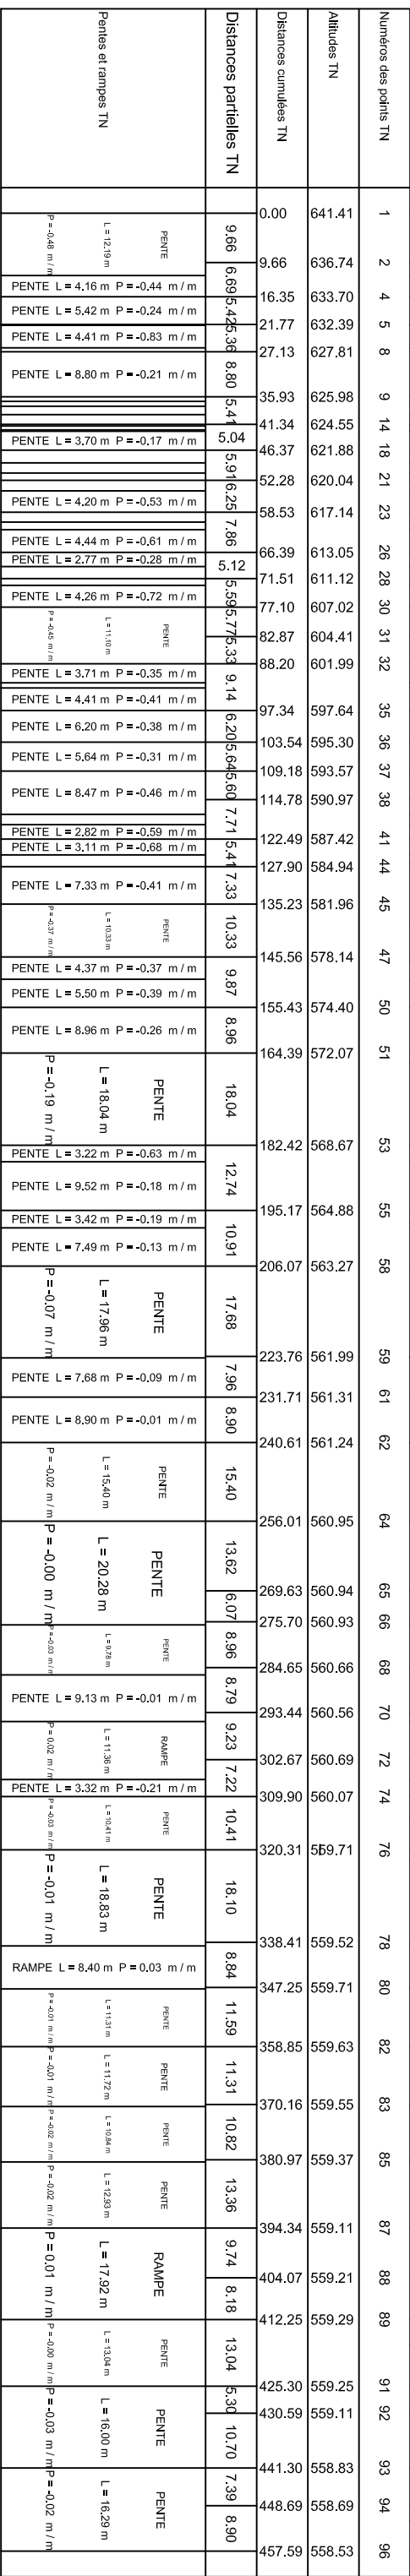 Numéros des points TN
1 2 4 5 8 9 14 18 21 23 26 28 30 31 32 35 36 37 38 41 44 45 47 50 51 53 55 58 59 61 62 64 65 66 68 70 72 74 76 78 80 82 83 85 87 88 89 91 92 93 94 96
Altitudes TN
641.41 636.74 633.70 632.39 627.81 625.98 624.55 621.88 620.04 617.14 613.05 611.12 607.02 604.41 601.99 597.64 595.30 593.57 590.97 587.42 584.94 581.96 578.14 574.40 572.07 568.67 564.88 563.27 561.99 561.31 561.24 560.95 560.94 560.93 560.66 560.56 560.69 560.07 559.71 559.52 559.71 559.63 559.55 559.37 559.11 559.21 559.29 559.25 559.11 558.83 558.69 558.53
Distances cumulées TN
0.00 9.66 16.35 21.77 27.13 35.93 41.34 46.37 52.28 58.53 66.39 71.51 77.10 82.87 88.20 97.34 103.54 109.18 114.78 122.49 127.90 135.23 145.56 155.43 164.39 182.42 195.17 206.07 223.76 231.71 240.61 256.01 269.63 275.70 284.65 293.44 302.67 309.90 320.31 338.41 347.25 358.85 370.16 380.97 394.34 404.07 412.25 425.30 430.59 441.30 448.69 457.59
Distances partielles TN
9.66 6.69 5.42 5.36 8.80 5.41 5.04 5.91 6.25 7.86 5.12 5.59 5.77 5.33 9.14 6.20 5.64 5.60 7.71 5.41 7.33 10.33 9.87 8.96 18.04 12.74 10.91 17.68 7.96 8.90 15.40 13.62 6.07 8.96 8.79 9.23 7.22 10.41 18.10 8.84 11.59 11.31 10.82 13.36 9.74 8.18 13.04 5.30 10.70 7.39 8.90
Pentes et rampes TN
PENTE
L = 12.19 m
P = -0.48 m / m
PENTE L = 4.16 m P = -0.44 m / m
PENTE L = 5.42 m P = -0.24 m / m
PENTE L = 4.41 m P = -0.83 m / m
PENTE L = 8.80 m P = -0.21 m / m
PENTE L = 3.70 m P = -0.17 m / m
PENTE L = 4.20 m P = -0.53 m / m
PENTE L = 4.44 m P = -0.61 m / m
PENTE L = 2.77 m P = -0.28 m / m
PENTE L = 4.26 m P = -0.72 m / m
PENTE
L = 11.10 m
P = -0.45 m / m
PENTE L = 3.71 m P = -0.35 m / m
PENTE L = 4.41 m P = -0.41 m / m
PENTE L = 6.20 m P = -0.38 m / m
PENTE L = 5.64 m P = -0.31 m / m
PENTE L = 8.47 m P = -0.46 m / m
PENTE L = 2.82 m P = -0.59 m / m
PENTE L = 3.11 m P = -0.68 m / m
PENTE L = 7.33 m P = -0.41 m / m
PENTE
L = 10.33 m
P = -0.37 m / m
PENTE L = 4.37 m P = -0.37 m / m
PENTE L = 5.50 m P = -0.39 m / m
PENTE L = 8.96 m P = -0.26 m / m
PENTE
L = 18.04 m
P = -0.19 m / m
PENTE L = 3.22 m P = -0.63 m / m
PENTE L = 9.52 m P = -0.18 m / m
PENTE L = 3.42 m P = -0.19 m / m
PENTE L = 7.49 m P = -0.13 m / m
PENTE
L = 17.96 m
P = -0.07 m / m
PENTE L = 7.68 m P = -0.09 m / m
PENTE L = 8.90 m P = -0.01 m / m
PENTE
L = 15.40 m
P = -0.02 m / m
PENTE
L = 20.28 m
P = -0.00 m / m
PENTE
L = 9.78 m
P = -0.03 m / m
PENTE L = 9.13 m P = -0.01 m / m
RAMPE
L = 11.36 m
P = 0.02 m / m
PENTE L = 3.32 m P = -0.21 m / m
PENTE
L = 10.41 m
P = -0.03 m / m
PENTE
L = 18.83 m
P = -0.01 m / m
RAMPE L = 8.40 m P = 0.03 m / m
PENTE
L = 11.31 m
P = -0.01 m / m
PENTE
L = 11.72 m
P = -0.01 m / m
PENTE
L = 10.84 m
P = -0.02 m / m
PENTE
L = 12.93 m
P = -0.02 m / m
RAMPE
L = 17.92 m
P = 0.01 m / m
PENTE
L = 13.04 m
P = -0.00 m / m
PENTE
L = 16.00 m
P = -0.03 m / m
PENTE
L = 16.29 m
P = -0.02 m / m